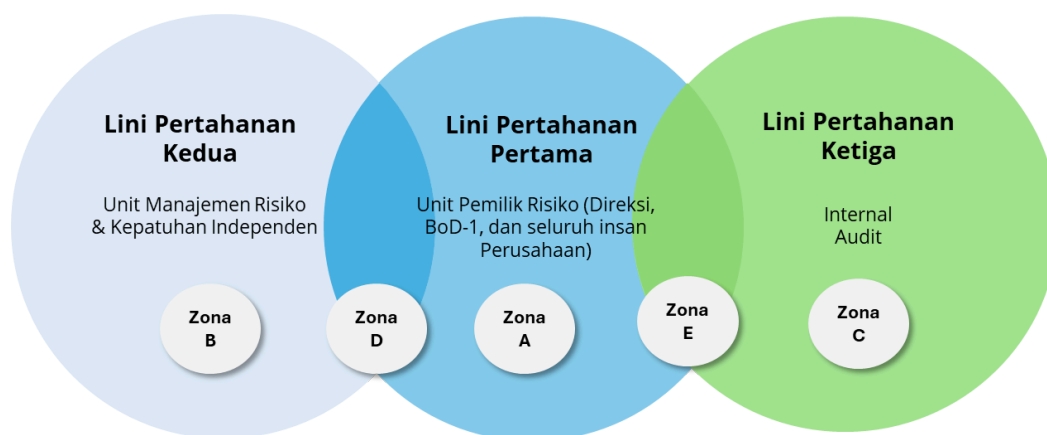 Lini Pertahanan
Kedua
Unit Manajemen Risiko
& Kepatuhan Independen
Zona
B
Zona
D
Lini Pertahanan
Pertama
Unit Pemilik Risiko (Direksi,
BoD-1, dan seluruh insan
Perusahaan)
Zona
A
Zona
E
Lini Pertahanan
Ketiga
Internal
Audit
Zona
C